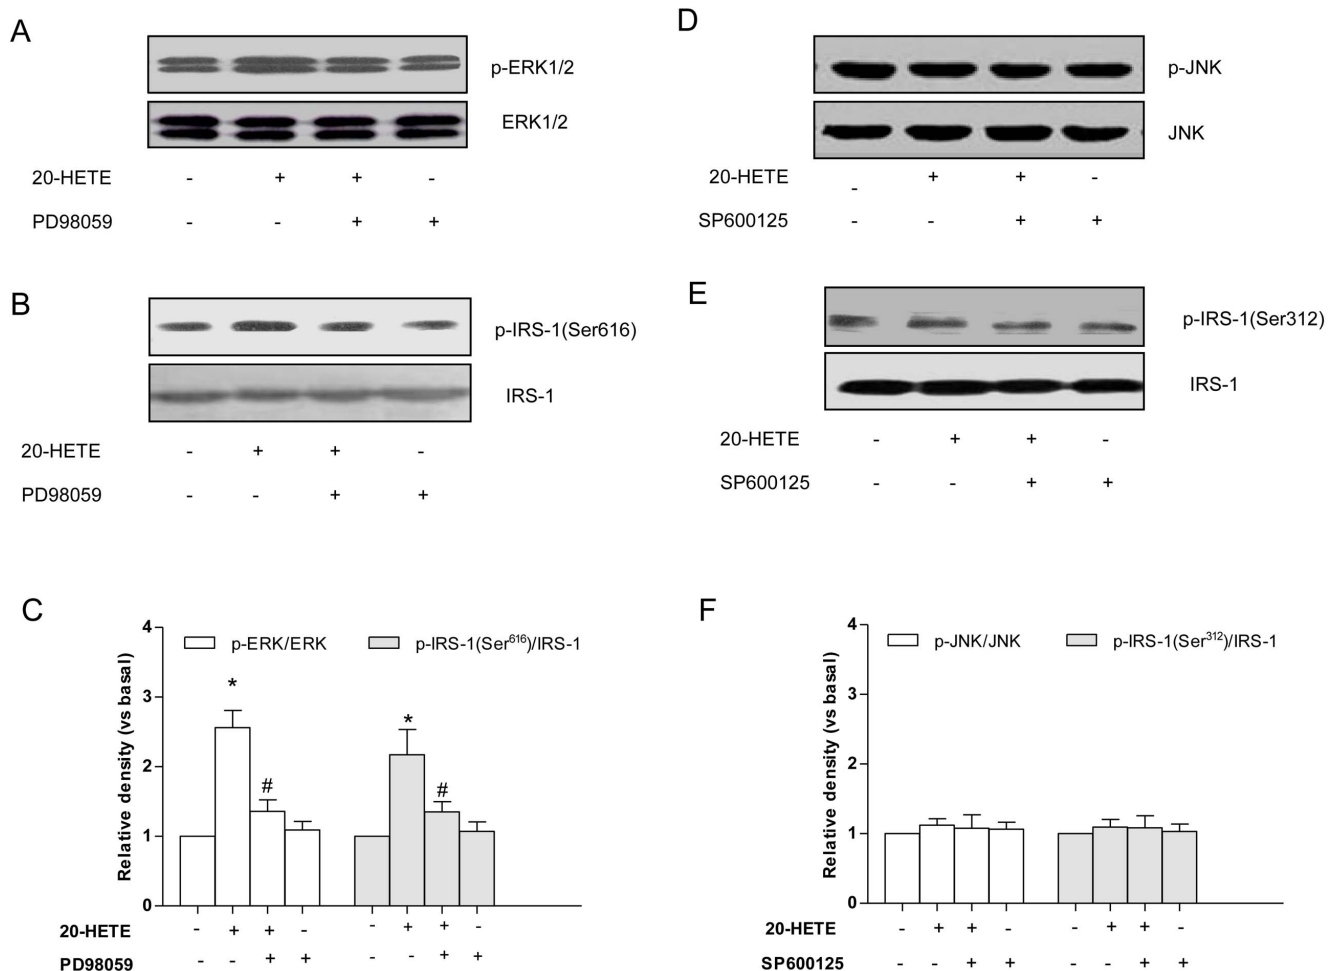 A
p-ERK1/2
ERK1/2
20-HETE - + + -
PD98059 - - + +
B
p-IRS-1(Ser616)
IRS-1
20-HETE - + + -
PD98059 - - + +
C
4
3
2
1
0
Relative density (vs basal)
p-ERK/ERK p-IRS-1(Ser616)/IRS-1
* # * #
20-HETE - + + - - + + -
PD98059 - - + + - - + +
D
p-JNK
JNK
20-HETE - + + -
SP600125 - - + +
E
p-IRS-1(Ser312)
IRS-1
20-HETE - + + -
SP600125 - - + +
F
4
3
2
1
0
Relative density (vs basal)
p-JNK/JNK p-IRS-1(Ser312)/IRS-1
20-HETE - + + - - + + -
SP600125 - - + + - - + +